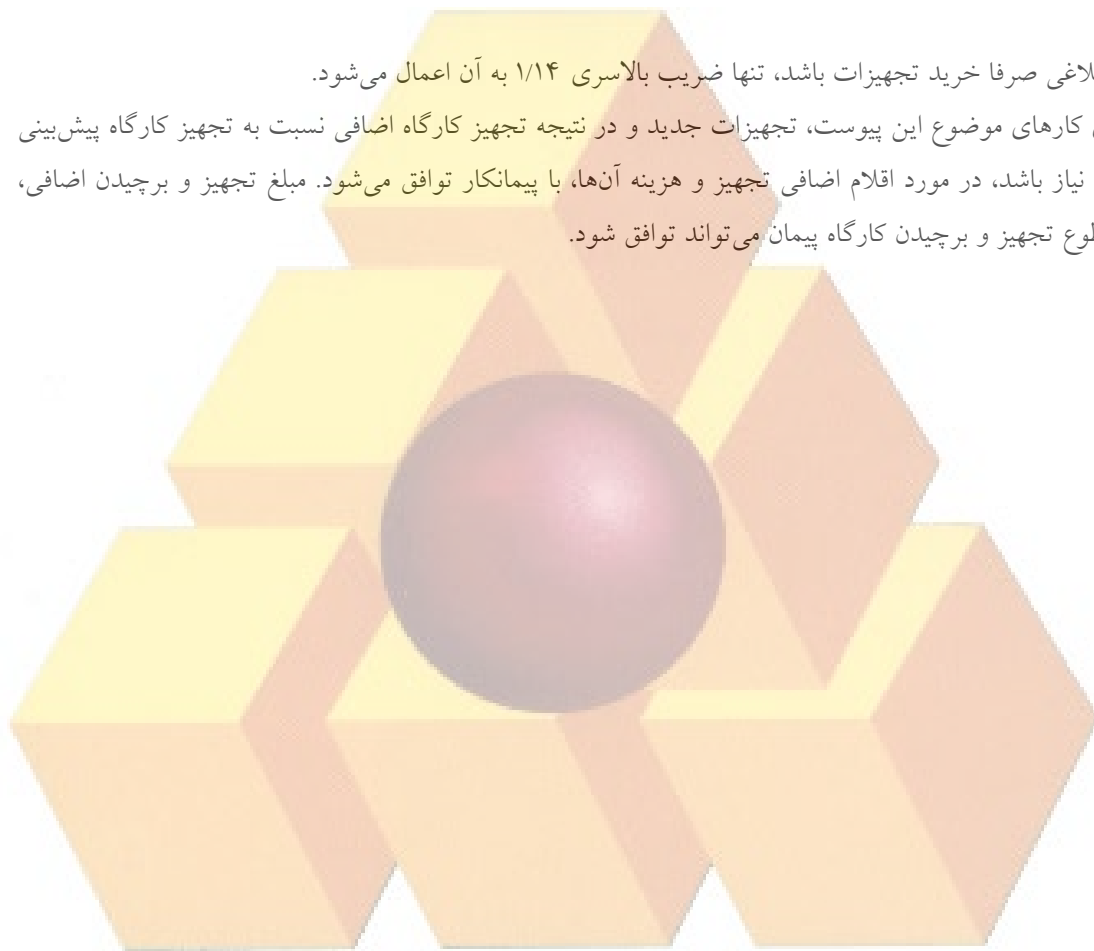 لاغی صرفا خرید تجهیزات باشد، تنها ضریب بالاسری ۱/۱۴ به آن اعمال می‌شود.
کارهای موضوع این پیوست، تجهیزات جدید و در نتیجه تجهیز کارگاه اضافی نسبت به تجهیز کارگاه پیش‌بینی
نیاز باشد، در مورد اقلام اضافی تجهیز و هزینه آن‌ها، با پیمانکار توافق می‌شود. مبلغ تجهیز و برچیدن اضافی،
طوع تجهیز و برچیدن کارگاه پیمان می‌تواند توافق شود.